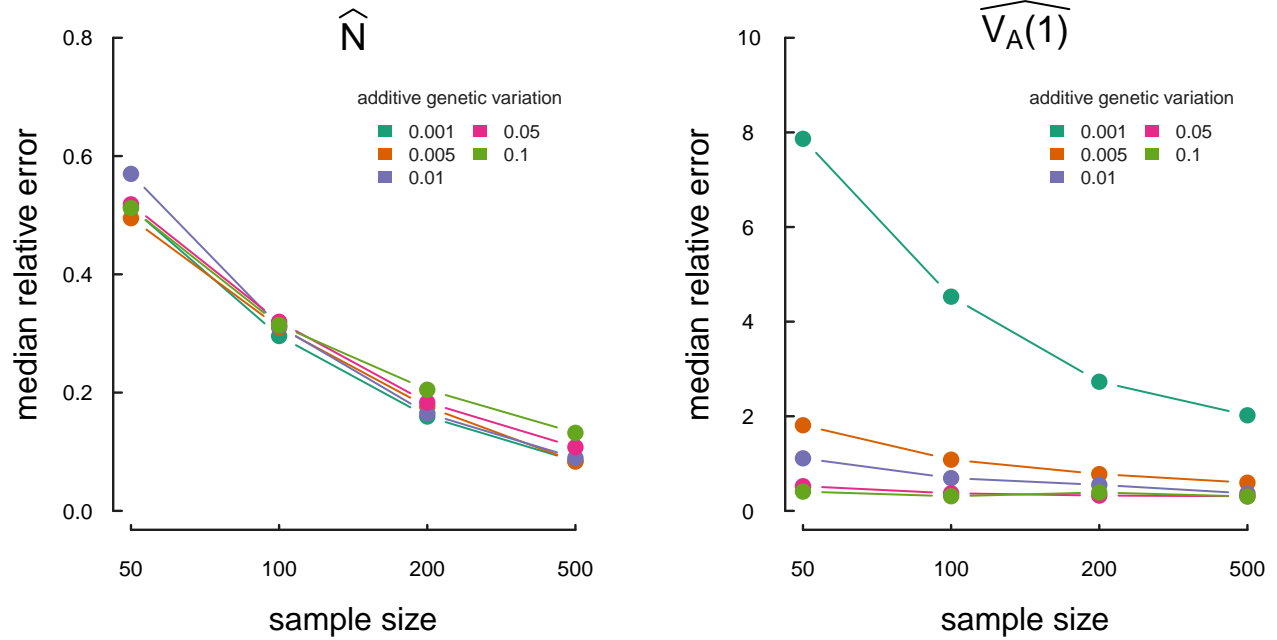 N̂
0.8
0.6
0.4
0.2
0.0
median relative error
additive genetic variation
0.001 0.05
0.005 0.1
0.01
50 100 200 500
sample size
V̂_A(1)
10
8
6
4
2
0
median relative error
additive genetic variation
0.001 0.05
0.005 0.1
0.01
50 100 200 500
sample size